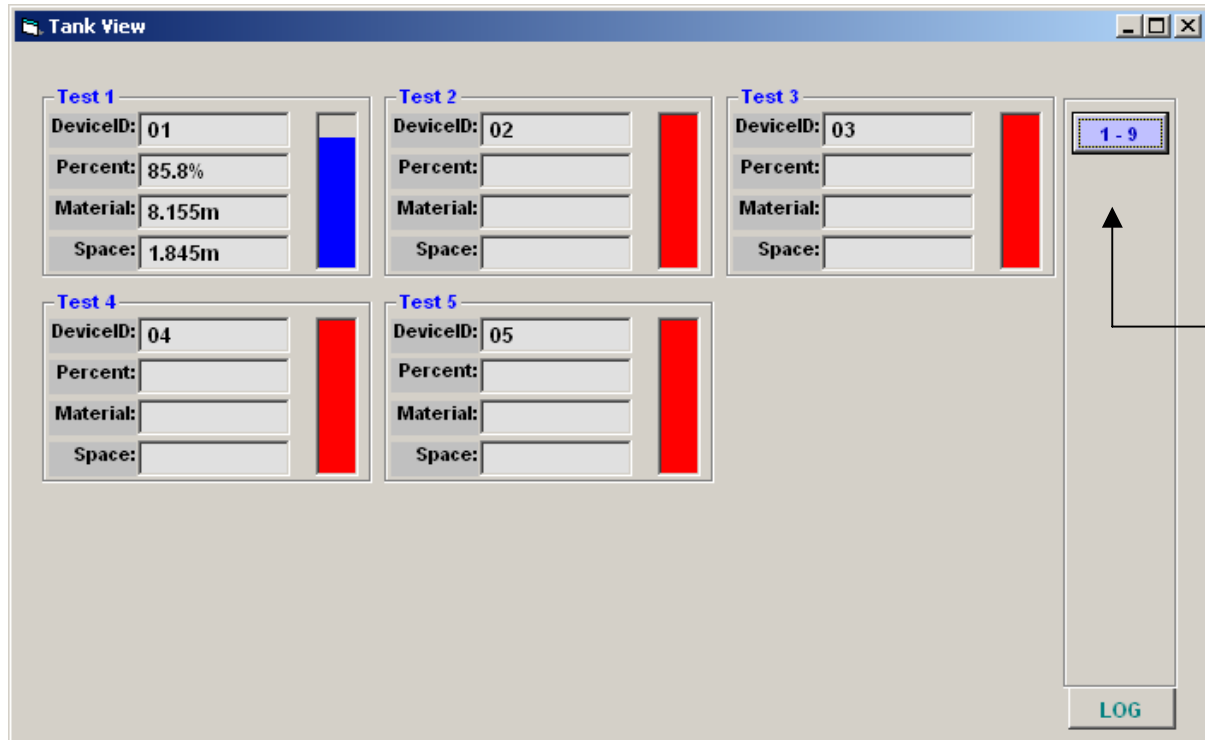 Tank View
Test 1
DeviceID: 01
Percent: 85.8%
Material: 8.155m
Space: 1.845m
Test 2
DeviceID: 02
Percent:
Material:
Space:
Test 3
DeviceID: 03
Percent:
Material:
Space:
1 - 9
Test 4
DeviceID: 04
Percent:
Material:
Space:
Test 5
DeviceID: 05
Percent:
Material:
Space:
LOG